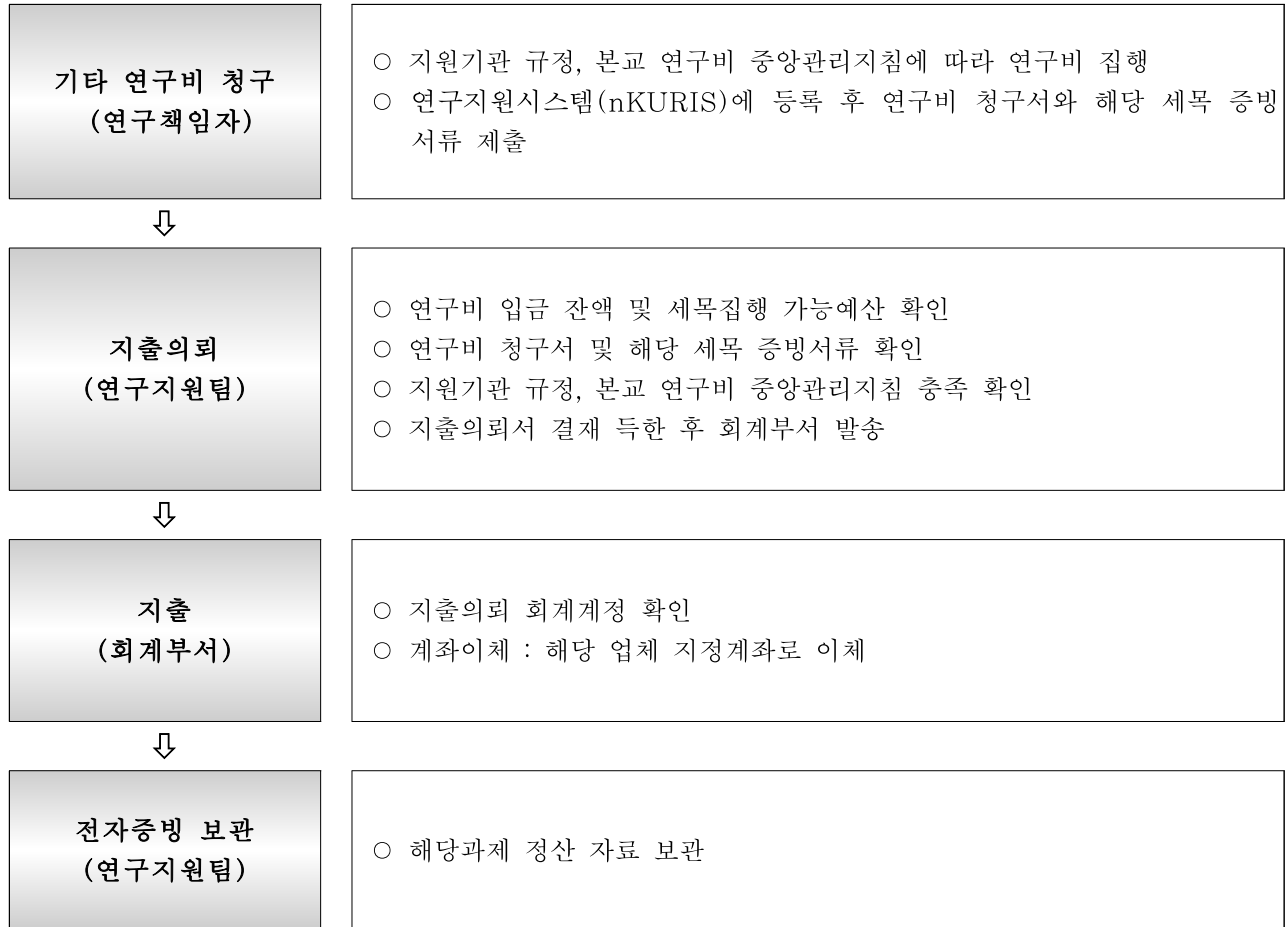 기타 연구비 청구
(연구책임자)
○ 지원기관 규정, 본교 연구비 중앙관리지침에 따라 연구비 집행
○ 연구지원시스템(nKURIS)에 등록 후 연구비 청구서와 해당 세목 증빙
서류 제출
⇩
지출의뢰
(연구지원팀)
○ 연구비 입금 잔액 및 세목집행 가능예산 확인
○ 연구비 청구서 및 해당 세목 증빙서류 확인
○ 지원기관 규정, 본교 연구비 중앙관리지침 충족 확인
○ 지출의뢰서 결재 득한 후 회계부서 발송
⇩
지출
(회계부서)
○ 지출의뢰 회계계정 확인
○ 계좌이체 : 해당 업체 지정계좌로 이체
⇩
전자증빙 보관
(연구지원팀)
○ 해당과제 정산 자료 보관